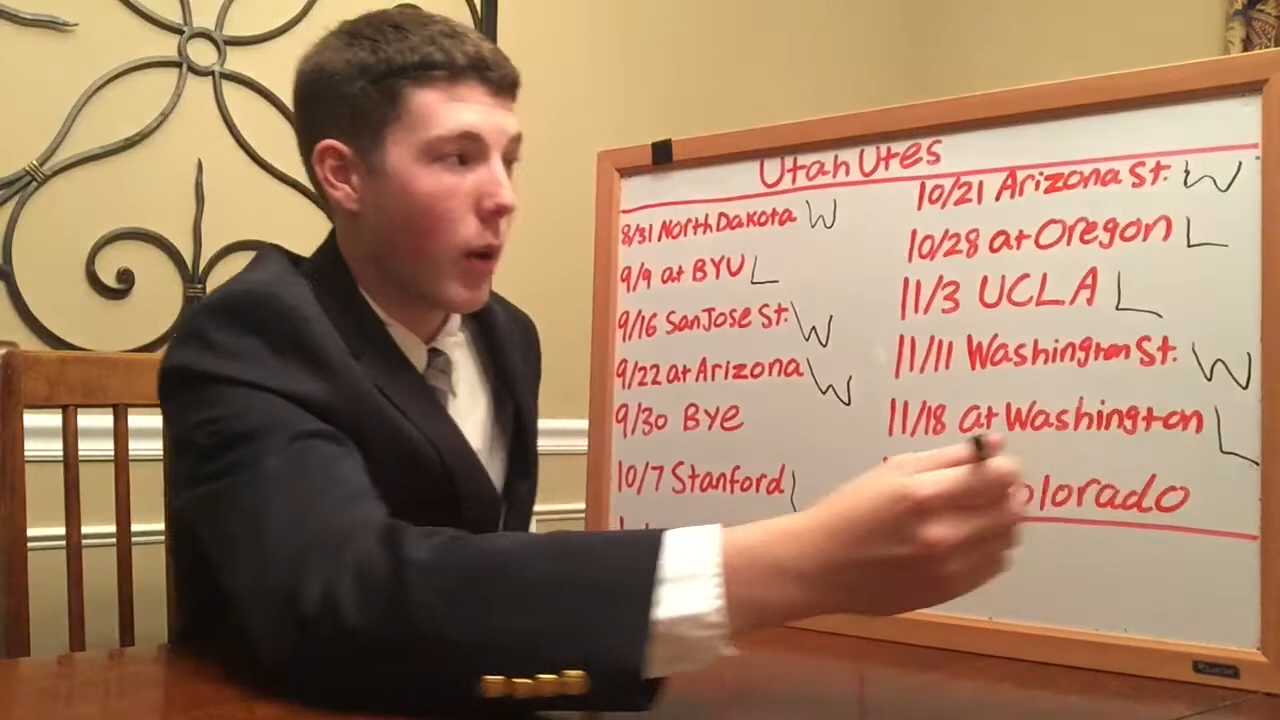 Utah Utes
8/31 North Dakota W
9/9 at BYU L
9/16 San Jose St. W
9/22 at Arizona W
9/30 Bye
10/7 Stanford
10/21 Arizona St. W
10/28 at Oregon L
11/3 UCLA L
11/11 Washington St. W
11/18 at Washington L
olorado